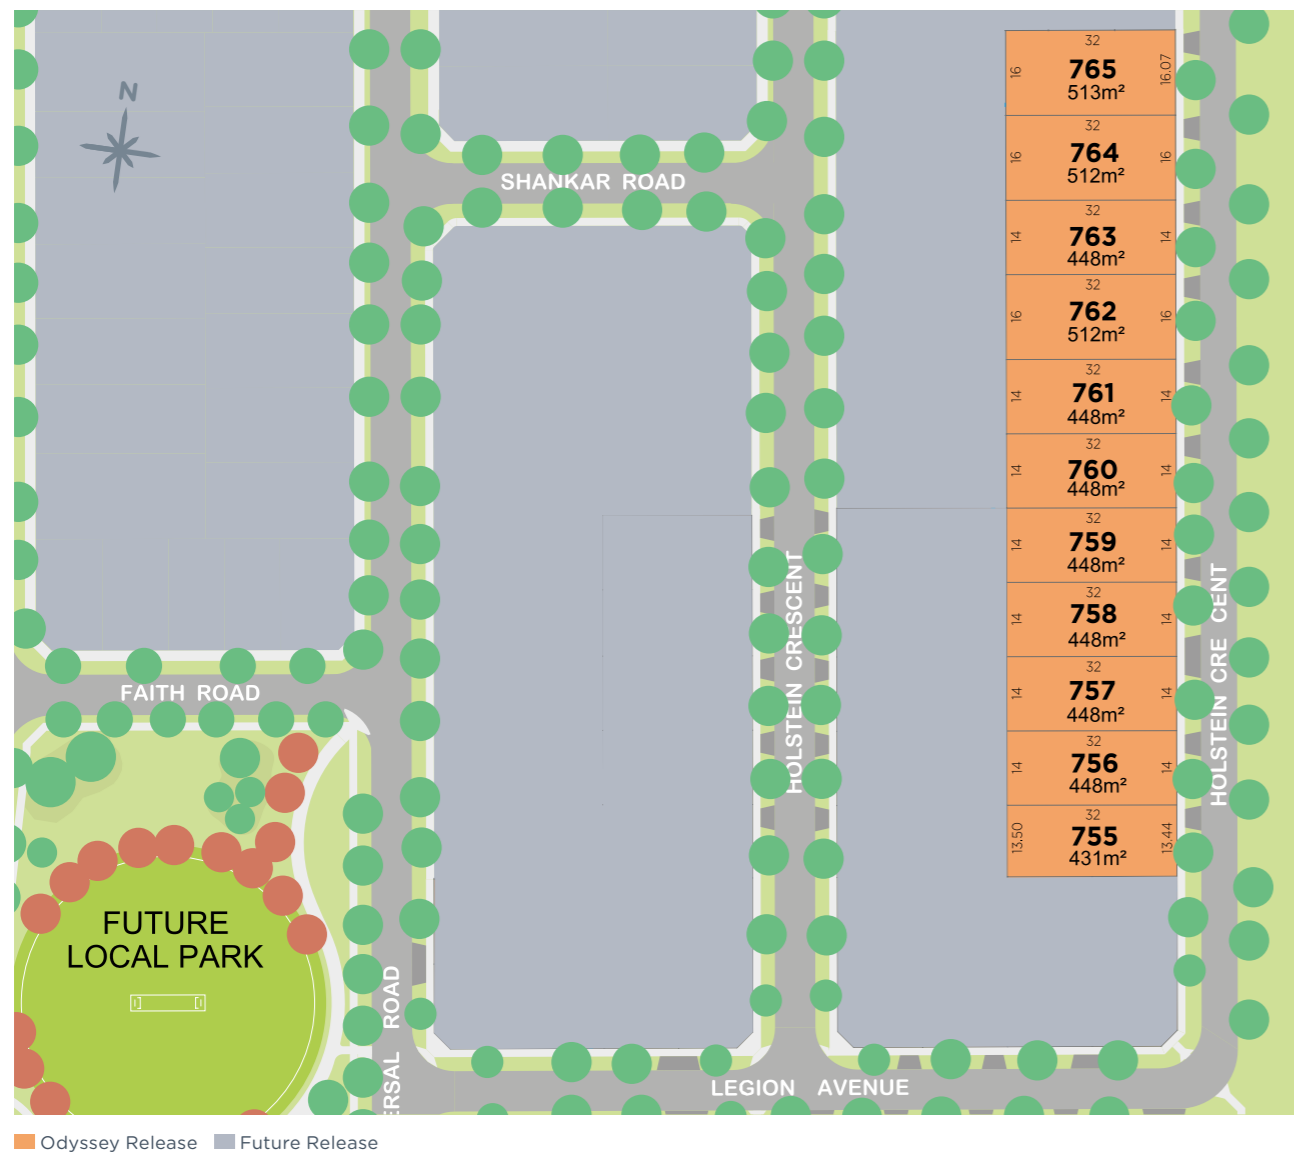 N
SHANKAR ROAD
FAITH ROAD
FUTURE
LOCAL PARK
ERSAL ROAD
HOLSTEIN CRESCENT
LEGION AVENUE
HOLSTEIN CRE CENT
32
16
765
16.07
513m²
32
16
764
16
512m²
32
14
763
14
448m²
32
16
762
16
512m²
32
14
761
14
448m²
32
14
760
14
448m²
32
14
759
14
448m²
32
14
758
14
448m²
32
14
757
14
448m²
32
14
756
14
448m²
32
13.50
755
13.44
431m²
Odyssey Release
Future Release